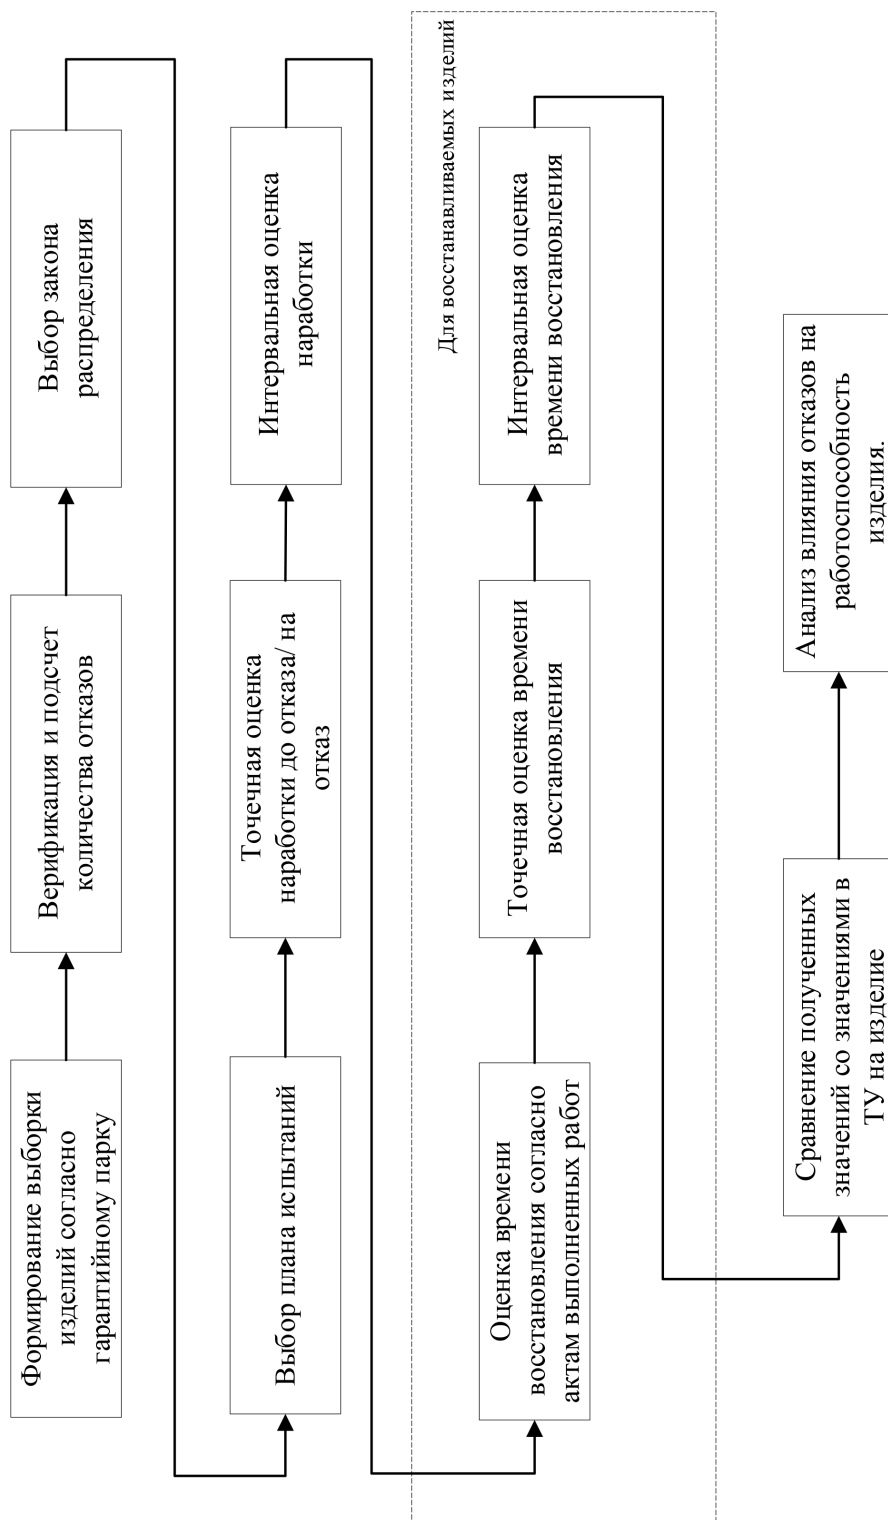 Формирование выборки
изделий согласно
гарантийному парку
Верификация и подсчет
количества отказов
Выбор закона
распределения
Выбор плана испытаний
Точечная оценка
наработки до отказа/ на
отказ
Интервальная оценка
наработки
Для восстанавливаемых изделий
Оценка времени
восстановления согласно
актам выполненных работ
Точечная оценка времени
восстановления
Интервальная оценка
времени восстановления
Сравнение полученных
значений со значениями в
ТУ на изделие
Анализ влияния отказов на
работоспособность
изделия.